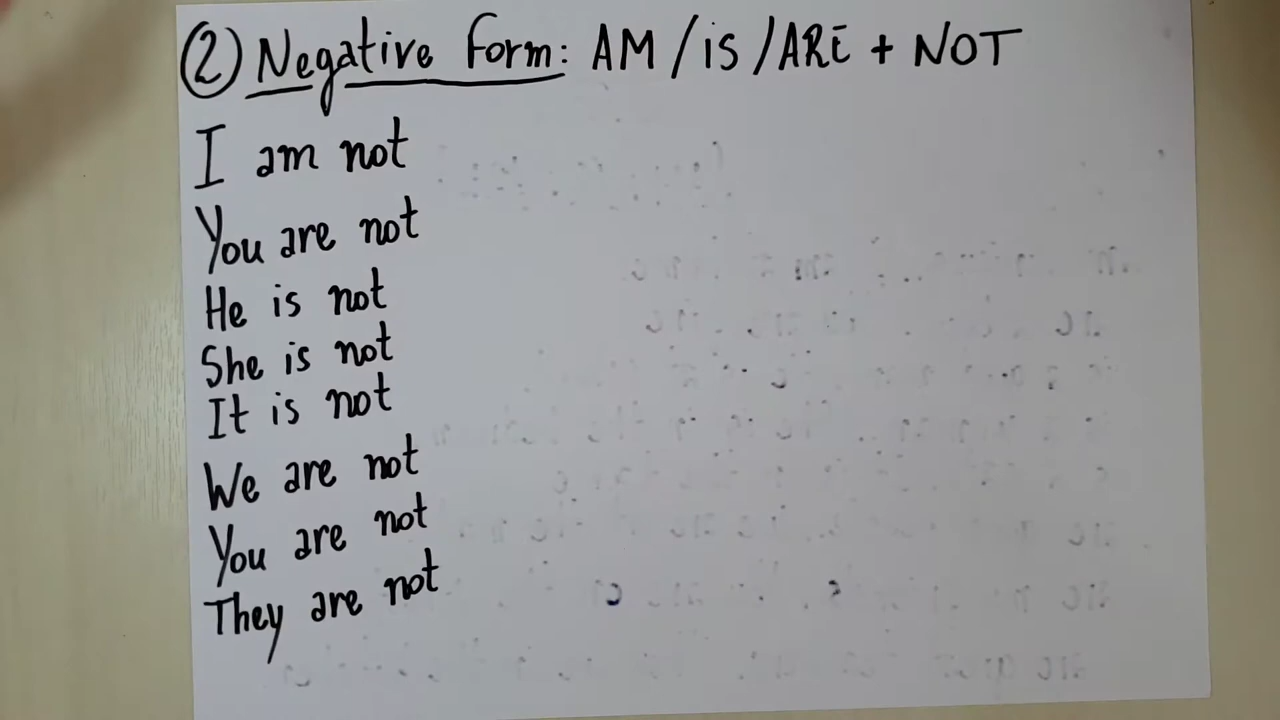 (2) Negative form: AM/iS/ARE + NOT
I am not
You are not
He is not
She is not
It is not
We are not
You are not
They are not